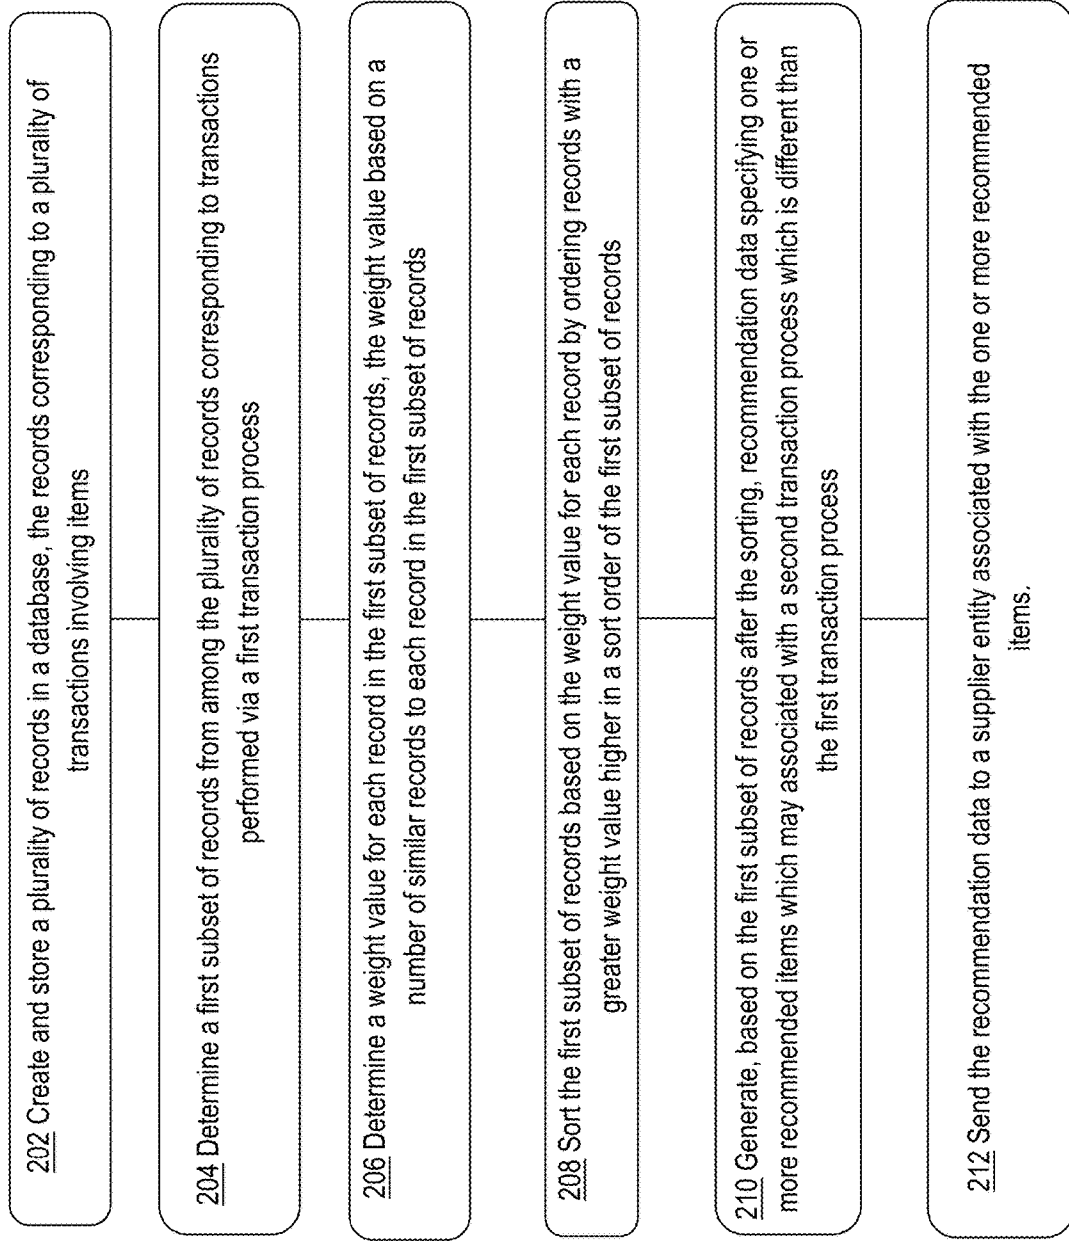 202 Create and store a plurality of records in a database, the records corresponding to a plurality of
transactions involving items
204 Determine a first subset of records from among the plurality of records corresponding to transactions
performed via a first transaction process
206 Determine a weight value for each record in the first subset of records, the weight value based on a
number of similar records to each record in the first subset of records
208 Sort the first subset of records based on the weight value for each record by ordering records with a
greater weight value higher in a sort order of the first subset of records
210 Generate, based on the first subset of records after the sorting, recommendation data specifying one or
more recommended items which may associated with a second transaction process which is different than
the first transaction process
212 Send the recommendation data to a supplier entity associated with the one or more recommended
items.